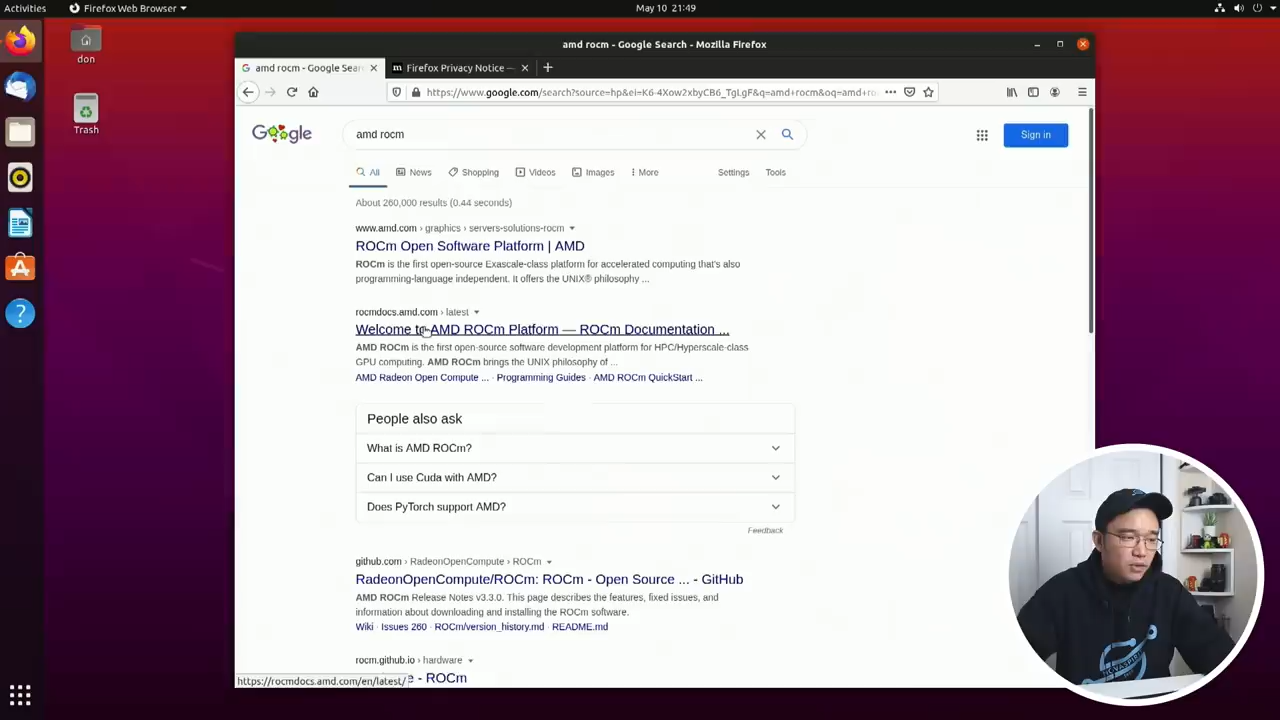 Activities
Firefox Web Browser
May 10 21:49
don
Trash
amd rocm - Google Search - Mozilla Firefox
amd rocm - Google Sear
m
Firefox Privacy Notice —
https://www.google.com/search?source=hp&ei=K6-4Xow2xbyCB6_TgLgF&q=amd+rocm&oq=amd+ro
Google
amd rocm
Sign in
All
News
Shopping
Videos
Images
More
Settings
Tools
About 260,000 results (0.44 seconds)
www.amd.com › graphics › servers-solutions-rocm
ROCm Open Software Platform | AMD
ROCm is the first open-source Exascale-class platform for accelerated computing that's also
programming-language independent. It offers the UNIX® philosophy ...
rocmdocs.amd.com › latest
Welcome to AMD ROCm Platform — ROCm Documentation ...
AMD ROCm is the first open-source software development platform for HPC/Hyperscale-class
GPU computing. AMD ROCm brings the UNIX philosophy of ...
AMD Radeon Open Compute ... · Programming Guides · AMD ROCm QuickStart ...
People also ask
What is AMD ROCm?
Can I use Cuda with AMD?
Does PyTorch support AMD?
Feedback
github.com › RadeonOpenCompute › ROCm
RadeonOpenCompute/ROCm: ROCm - Open Source ... - GitHub
AMD ROCm Release Notes v3.3.0. This page describes the features, fixed issues, and
information about downloading and installing the ROCm software.
Wiki · Issues 260 · ROCm/version_history.md · README.md
rocm.github.io › hardware
e - ROCm
https://rocmdocs.amd.com/en/latest/